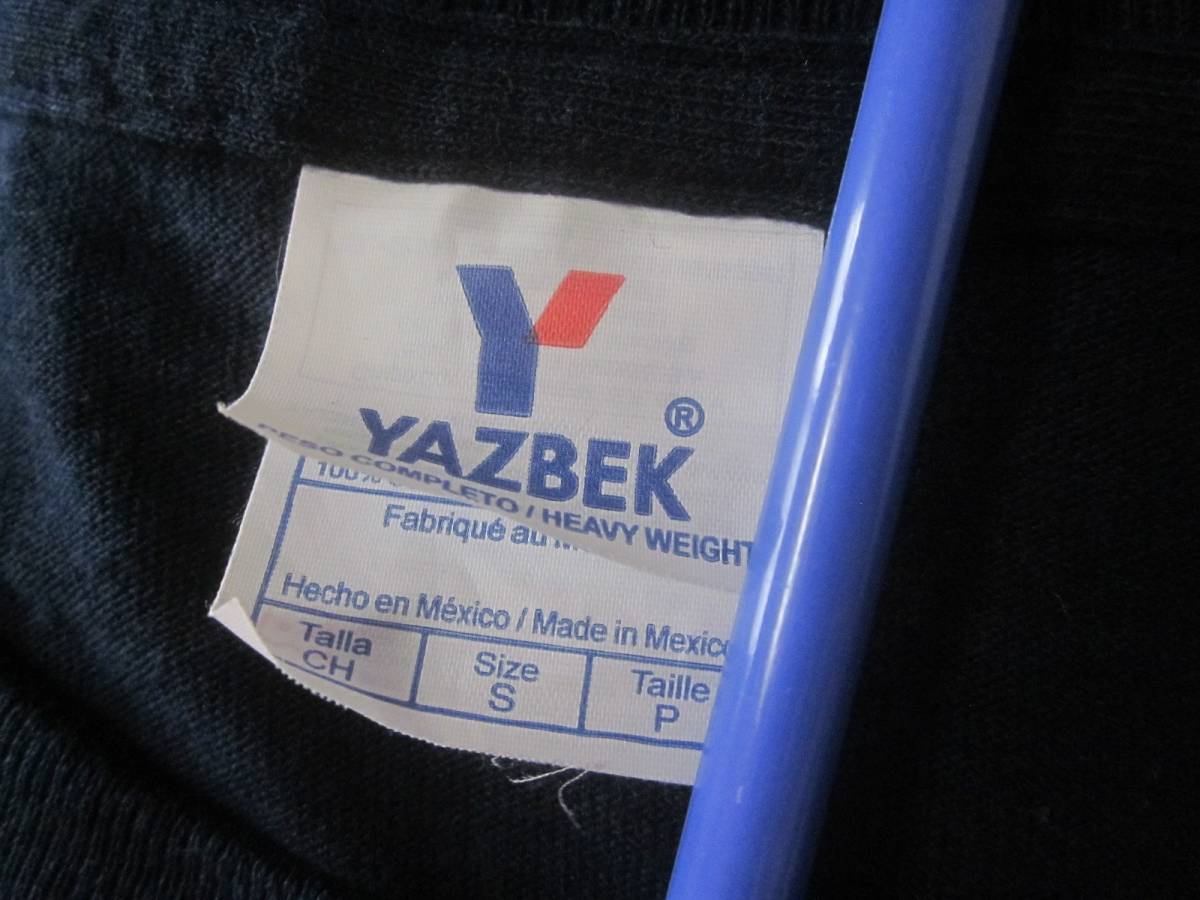 Y
YAZBEK®
PESO COMPLETO / HEAVY WEIGHT
100%
Fabriqué au
Hecho en México / Made in Mexico
Talla
CH
Size
S
Taille
P